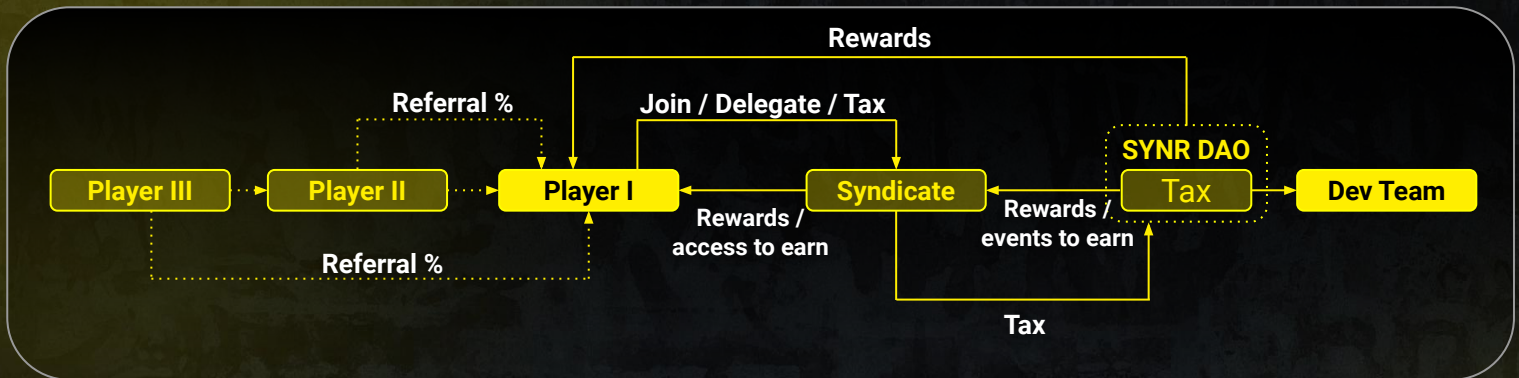 Rewards
Referral %
Join / Delegate / Tax
SYNR DAO
Player III
Player II
Player I
Syndicate
Tax
Dev Team
Rewards /
access to earn
Rewards /
events to earn
Referral %
Tax